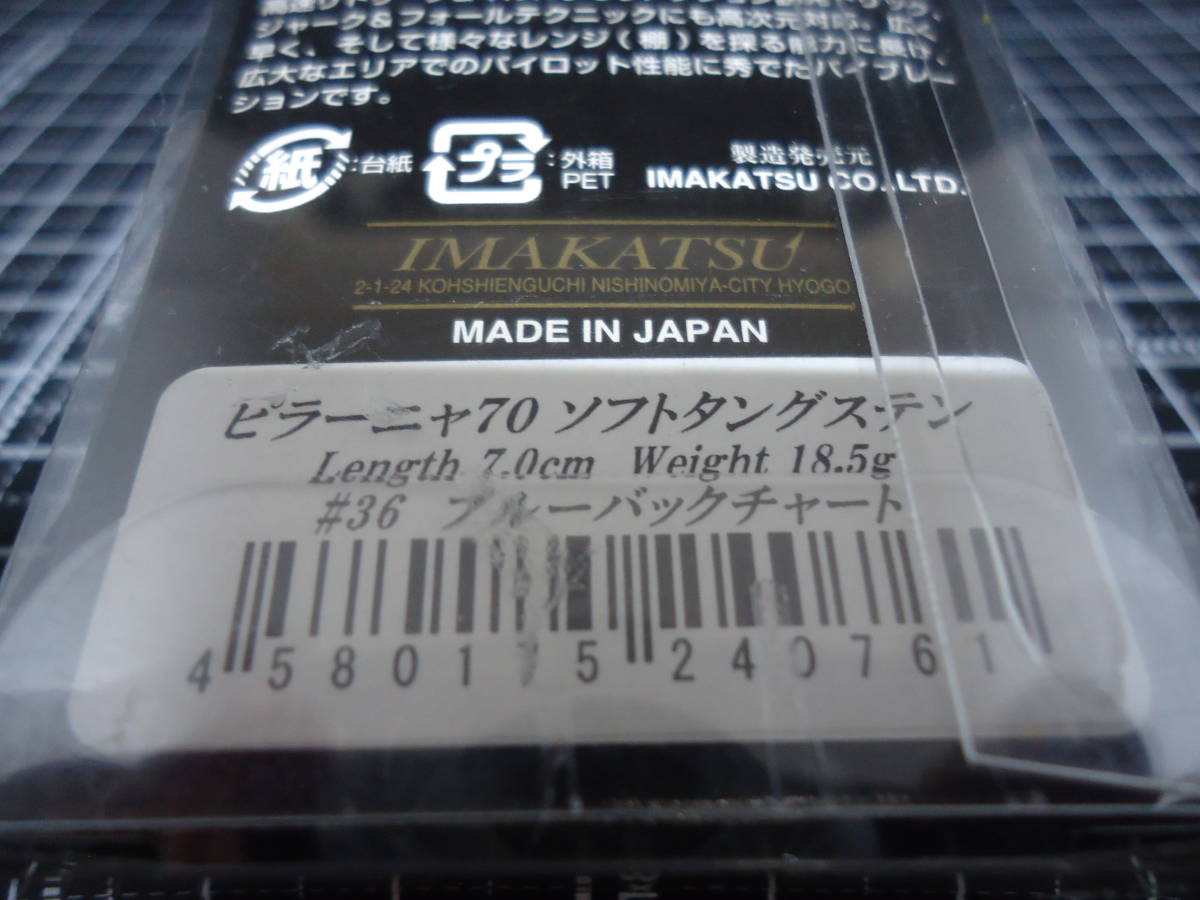 ジャーク&フォールテクニックにも高次元対応。広く
早く、そして様々なレンジ(棚)を探る能力に長け、
広大なエリアでのパイロット性能に秀でたバイブレー
ションです。
紙 :台紙 プラ :外箱 PET
製造発売元
IMAKATSU CO.,LTD.
IMAKATSU
2-1-24 KOHSHIENGUCHI NISHINOMIYA-CITY HYOGO
MADE IN JAPAN
ピラーニャ70 ソフトタングステン
Length 7.0cm Weight 18.5g
#36 ブルーバックチャート
4 580175 240761